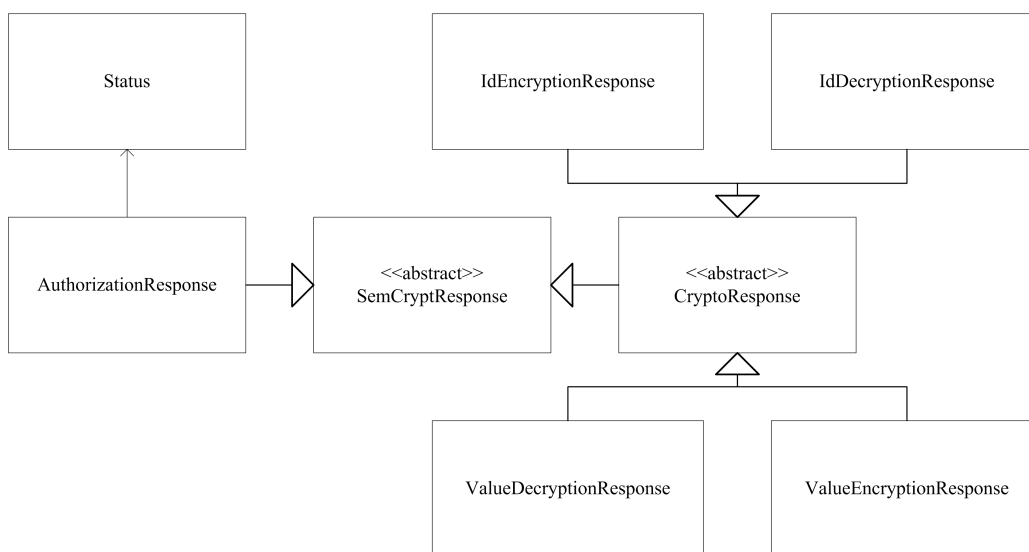 Status
IdEncryptionResponse
IdDecryptionResponse
AuthorizationResponse
<<abstract>>
SemCryptResponse
<<abstract>>
CryptoResponse
ValueDecryptionResponse
ValueEncryptionResponse